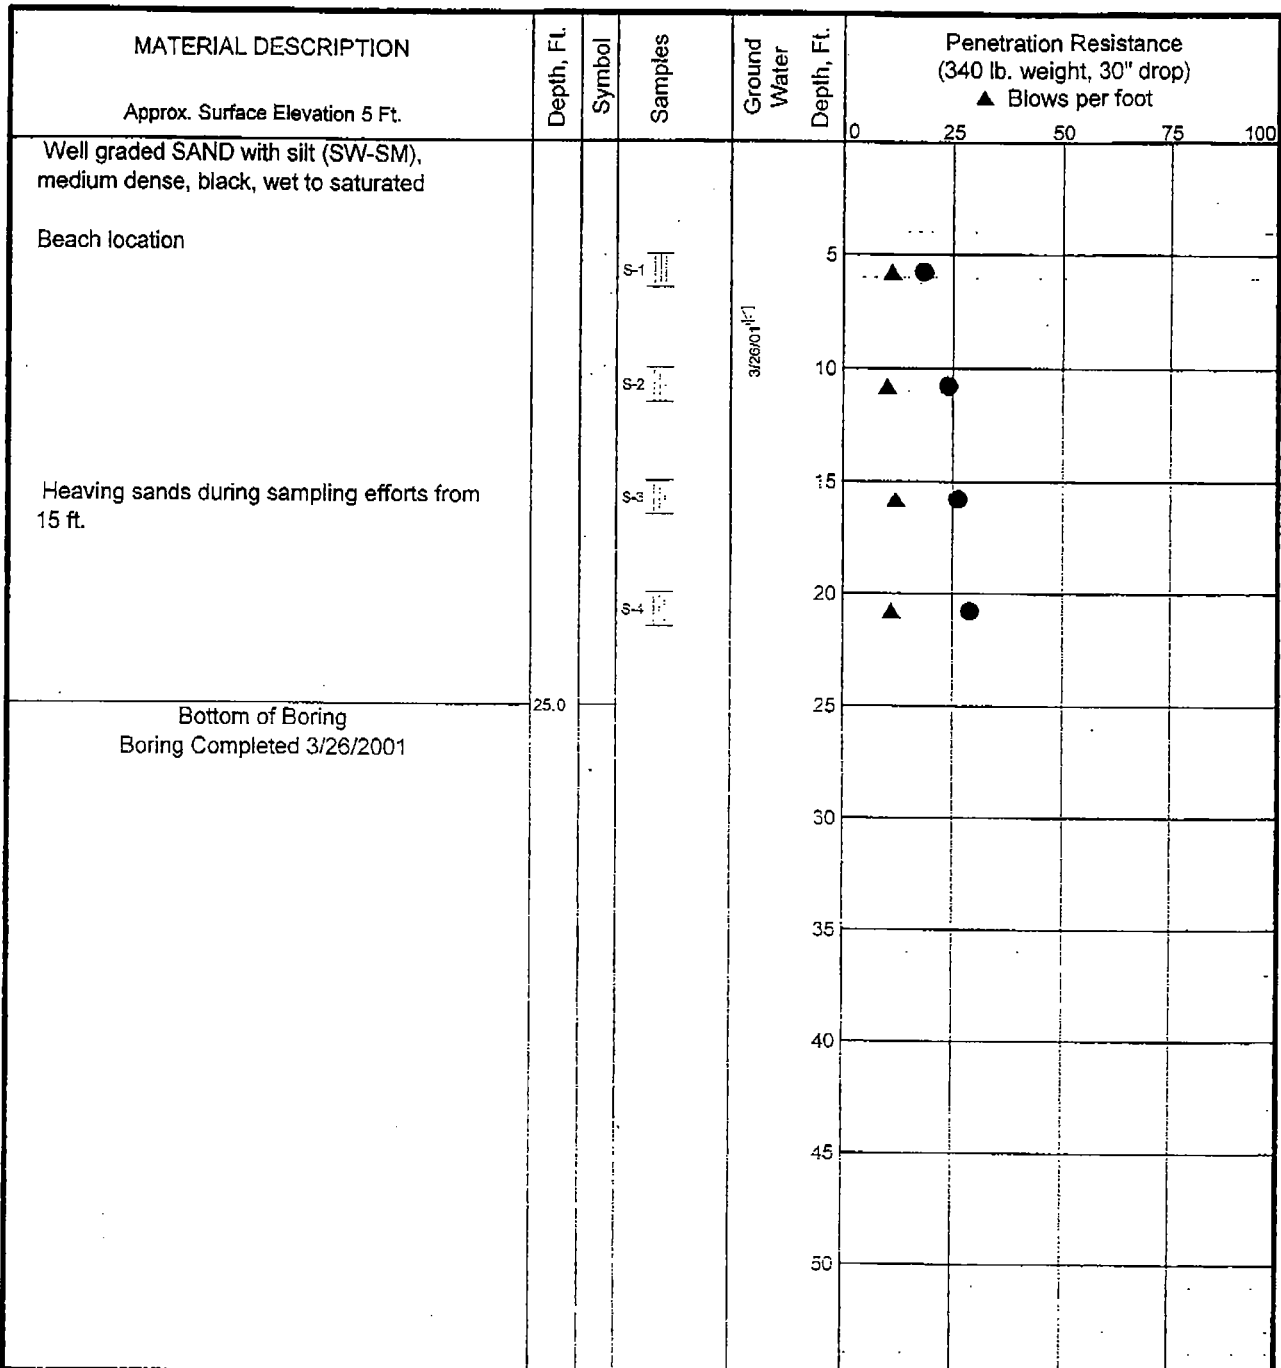 MATERIAL DESCRIPTION
Approx. Surface Elevation 5 Ft.
Depth, Ft.
Symbol
Samples
Ground
Water
Depth, Ft.
Penetration Resistance
(340 lb. weight, 30" drop)
▲ Blows per foot
0 25 50 75 100
Well graded SAND with silt (SW-SM),
medium dense, black, wet to saturated
Beach location
Heaving sands during sampling efforts from
15 ft.
25.0
Bottom of Boring
Boring Completed 3/26/2001
S-1
S-2
S-3
S-4
3/26/01
5
10
15
20
25
30
35
40
45
50